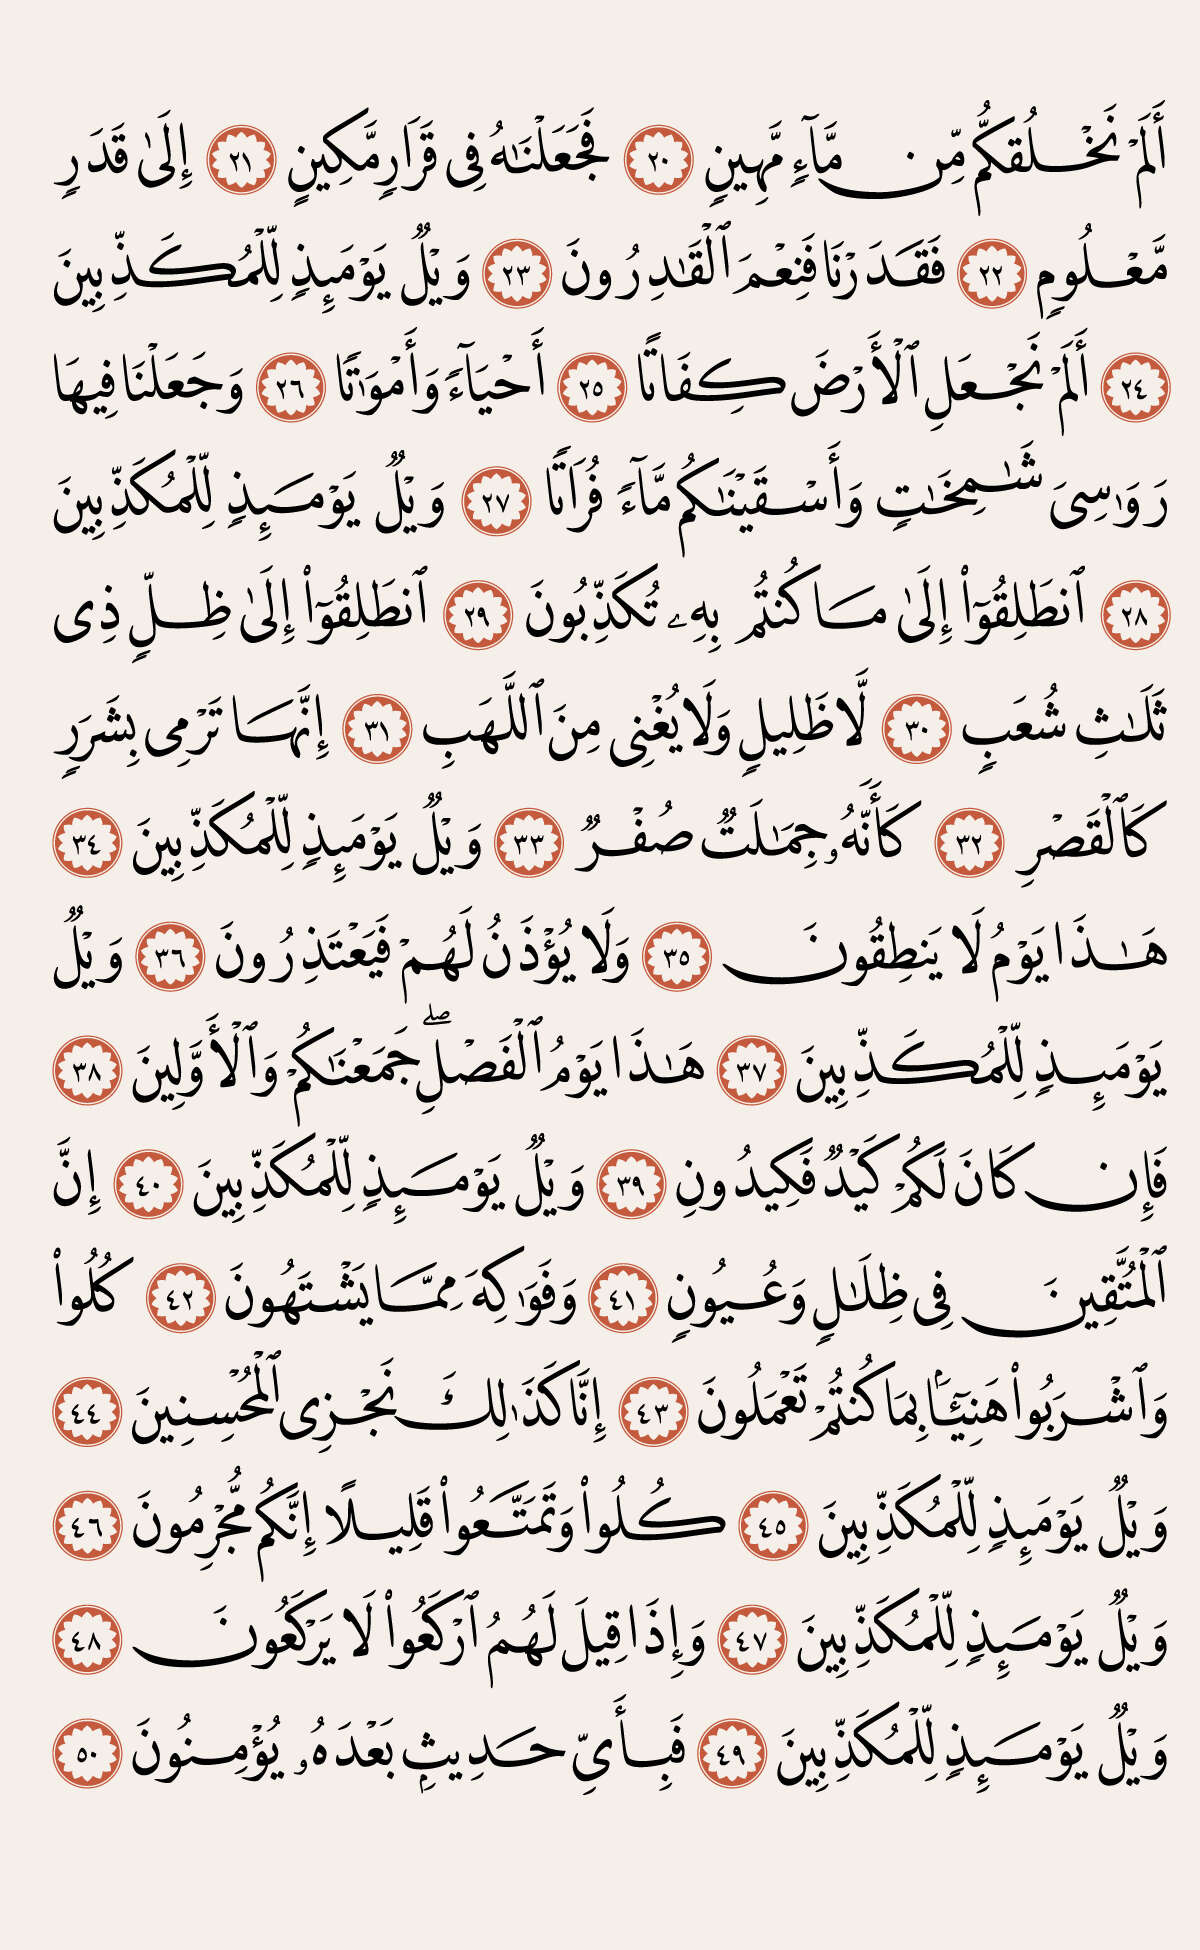 أَلَمۡ نَخۡلُقكُّم مِّن مَّآءٖ مَّهِينٖ ٢٠ فَجَعَلۡنَٰهُ فِي قَرَارٖ مَّكِينٍ ٢١ إِلَىٰ قَدَرٖ
مَّعۡلُومٖ ٢٢ فَقَدَرۡنَا فَنِعۡمَ ٱلۡقَٰدِرُونَ ٢٣ وَيۡلٞ يَوۡمَئِذٖ لِّلۡمُكَذِّبِينَ
٢٤ أَلَمۡ نَجۡعَلِ ٱلۡأَرۡضَ كِفَاتًا ٢٥ أَحۡيَآءٗ وَأَمۡوَٰتٗا ٢٦ وَجَعَلۡنَا فِيهَا
رَوَٰسِيَ شَٰمِخَٰتٖ وَأَسۡقَيۡنَٰكُم مَّآءٗ فُرَاتٗا ٢٧ وَيۡلٞ يَوۡمَئِذٖ لِّلۡمُكَذِّبِينَ
٢٨ ٱنطَلِقُوٓاْ إِلَىٰ مَا كُنتُم بِهِۦ تُكَذِّبُونَ ٢٩ ٱنطَلِقُوٓاْ إِلَىٰ ظِلّٖ ذِي
ثَلَٰثِ شُعَبٖ ٣٠ لَّا ظَلِيلٖ وَلَا يُغۡنِي مِنَ ٱللَّهَبِ ٣١ إِنَّهَا تَرۡمِي بِشَرَرٖ
كَٱلۡقَصۡرِ ٣٢ كَأَنَّهُۥ جِمَٰلَتٞ صُفۡرٞ ٣٣ وَيۡلٞ يَوۡمَئِذٖ لِّلۡمُكَذِّبِينَ ٣٤
هَٰذَا يَوۡمُ لَا يَنطِقُونَ ٣٥ وَلَا يُؤۡذَنُ لَهُمۡ فَيَعۡتَذِرُونَ ٣٦ وَيۡلٞ
يَوۡمَئِذٖ لِّلۡمُكَذِّبِينَ ٣٧ هَٰذَا يَوۡمُ ٱلۡفَصۡلِۖ جَمَعۡنَٰكُمۡ وَٱلۡأَوَّلِينَ ٣٨
فَإِن كَانَ لَكُمۡ كَيۡدٞ فَكِيدُونِ ٣٩ وَيۡلٞ يَوۡمَئِذٖ لِّلۡمُكَذِّبِينَ ٤٠ إِنَّ
ٱلۡمُتَّقِينَ فِي ظِلَٰلٖ وَعُيُونٖ ٤١ وَفَوَٰكِهَ مِمَّا يَشۡتَهُونَ ٤٢ كُلُواْ
وَٱشۡرَبُواْ هَنِيٓـَٔۢا بِمَا كُنتُمۡ تَعۡمَلُونَ ٤٣ إِنَّا كَذَٰلِكَ نَجۡزِي ٱلۡمُحۡسِنِينَ ٤٤
وَيۡلٞ يَوۡمَئِذٖ لِّلۡمُكَذِّبِينَ ٤٥ كُلُواْ وَتَمَتَّعُواْ قَلِيلًا إِنَّكُم مُّجۡرِمُونَ ٤٦
وَيۡلٞ يَوۡمَئِذٖ لِّلۡمُكَذِّبِينَ ٤٧ وَإِذَا قِيلَ لَهُمُ ٱرۡكَعُواْ لَا يَرۡكَعُونَ ٤٨
وَيۡلٞ يَوۡمَئِذٖ لِّلۡمُكَذِّبِينَ ٤٩ فَبِأَيِّ حَدِيثِۭ بَعۡدَهُۥ يُؤۡمِنُونَ ٥٠